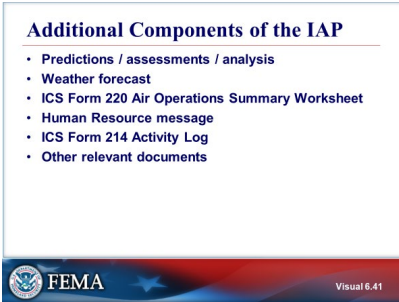 Additional Components of the IAP
• Predictions / assessments / analysis
• Weather forecast
• ICS Form 220 Air Operations Summary Worksheet
• Human Resource message
• ICS Form 214 Activity Log
• Other relevant documents
FEMA
Visual 6.41